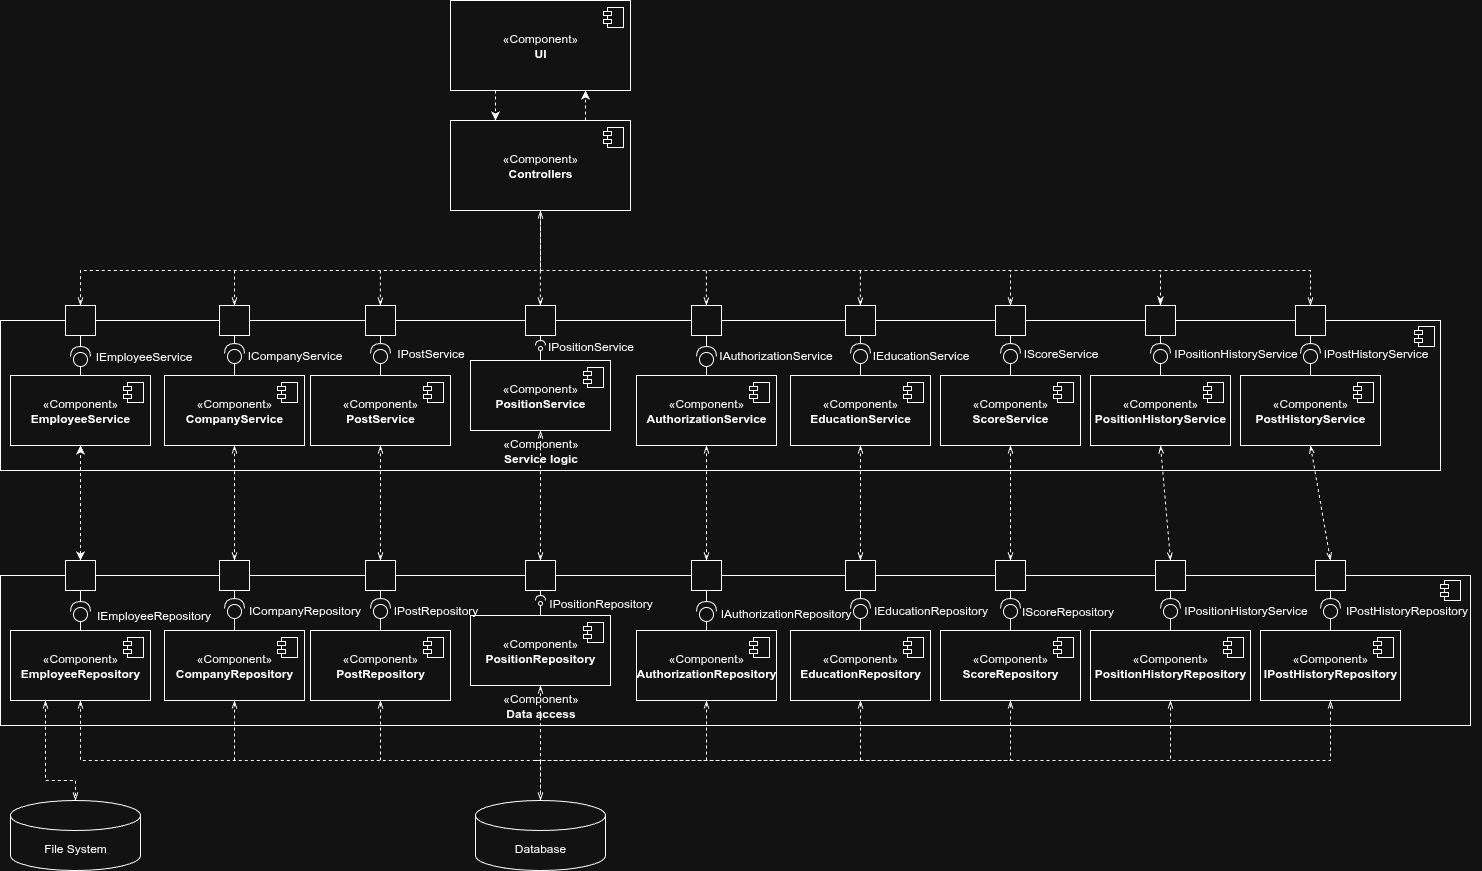 «Component»
UI
«Component»
Controllers
IEmployeeService
ICompanyService
IPostService
IPositionService
IAuthorizationService
IEducationService
IScoreService
IPositionHistoryService
IPostHistoryService
«Component»
EmployeeService
«Component»
CompanyService
«Component»
PostService
«Component»
PositionService
«Component»
AuthorizationService
«Component»
EducationService
«Component»
ScoreService
«Component»
PositionHistoryService
«Component»
PostHistoryService
«Component»
Service logic
IEmployeeRepository
ICompanyRepository
IPostRepository
IPositionRepository
IAuthorizationRepository
IEducationRepository
IScoreRepository
IPositionHistoryService
IPostHistoryRepository
«Component»
EmployeeRepository
«Component»
CompanyRepository
«Component»
PostRepository
«Component»
PositionRepository
«Component»
AuthorizationRepository
«Component»
EducationRepository
«Component»
ScoreRepository
«Component»
PositionHistoryRepository
«Component»
IPostHistoryRepository
«Component»
Data access
File System
Database